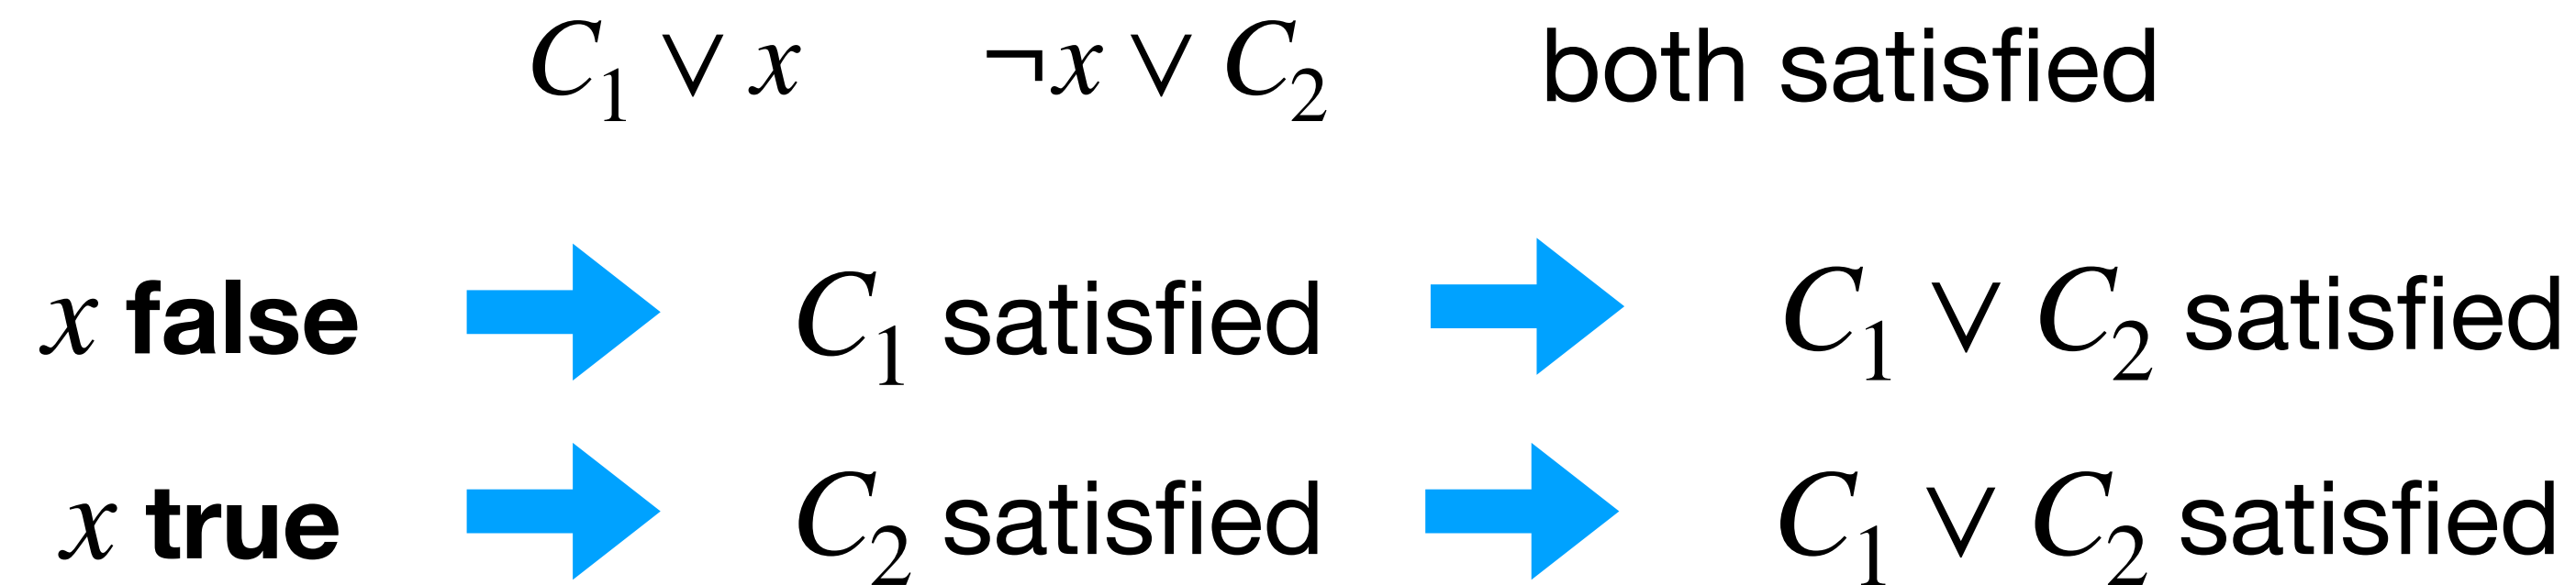 C₁ ∨ x ¬x ∨ C₂ both satisfied
x false C₁ satisfied C₁ ∨ C₂ satisfied
x true C₂ satisfied C₁ ∨ C₂ satisfied